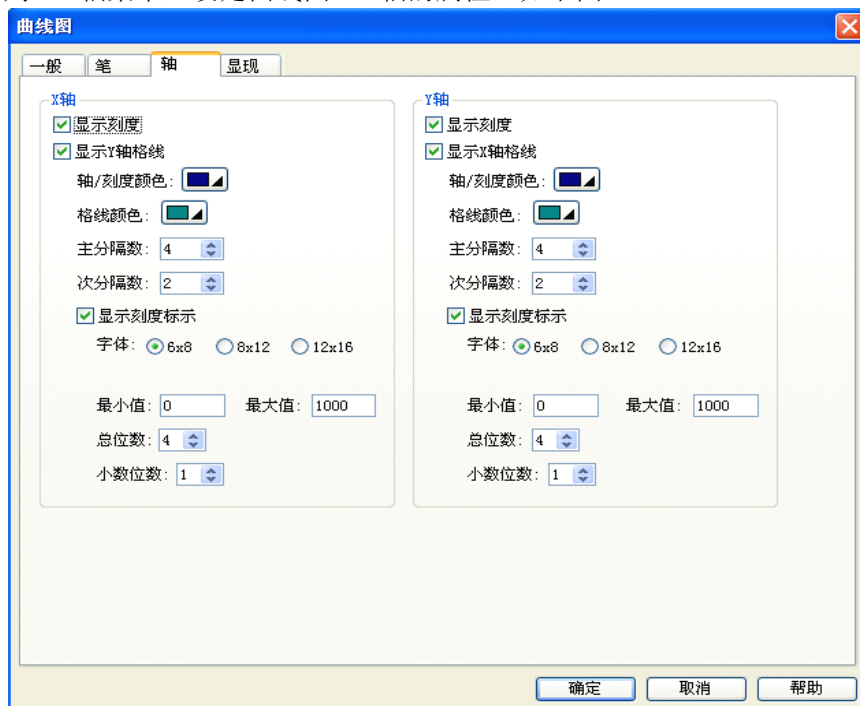 曲线图
一般 笔 轴 显现
X轴
显示刻度
显示Y轴格线
轴/刻度颜色:
格线颜色:
主分隔数: 4
次分隔数: 2
显示刻度标示
字体: 6x8 8x12 12x16
最小值: 0 最大值: 1000
总位数: 4
小数位数: 1
Y轴
显示刻度
显示X轴格线
轴/刻度颜色:
格线颜色:
主分隔数: 4
次分隔数: 2
显示刻度标示
字体: 6x8 8x12 12x16
最小值: 0 最大值: 1000
总位数: 4
小数位数: 1
确定 取消 帮助